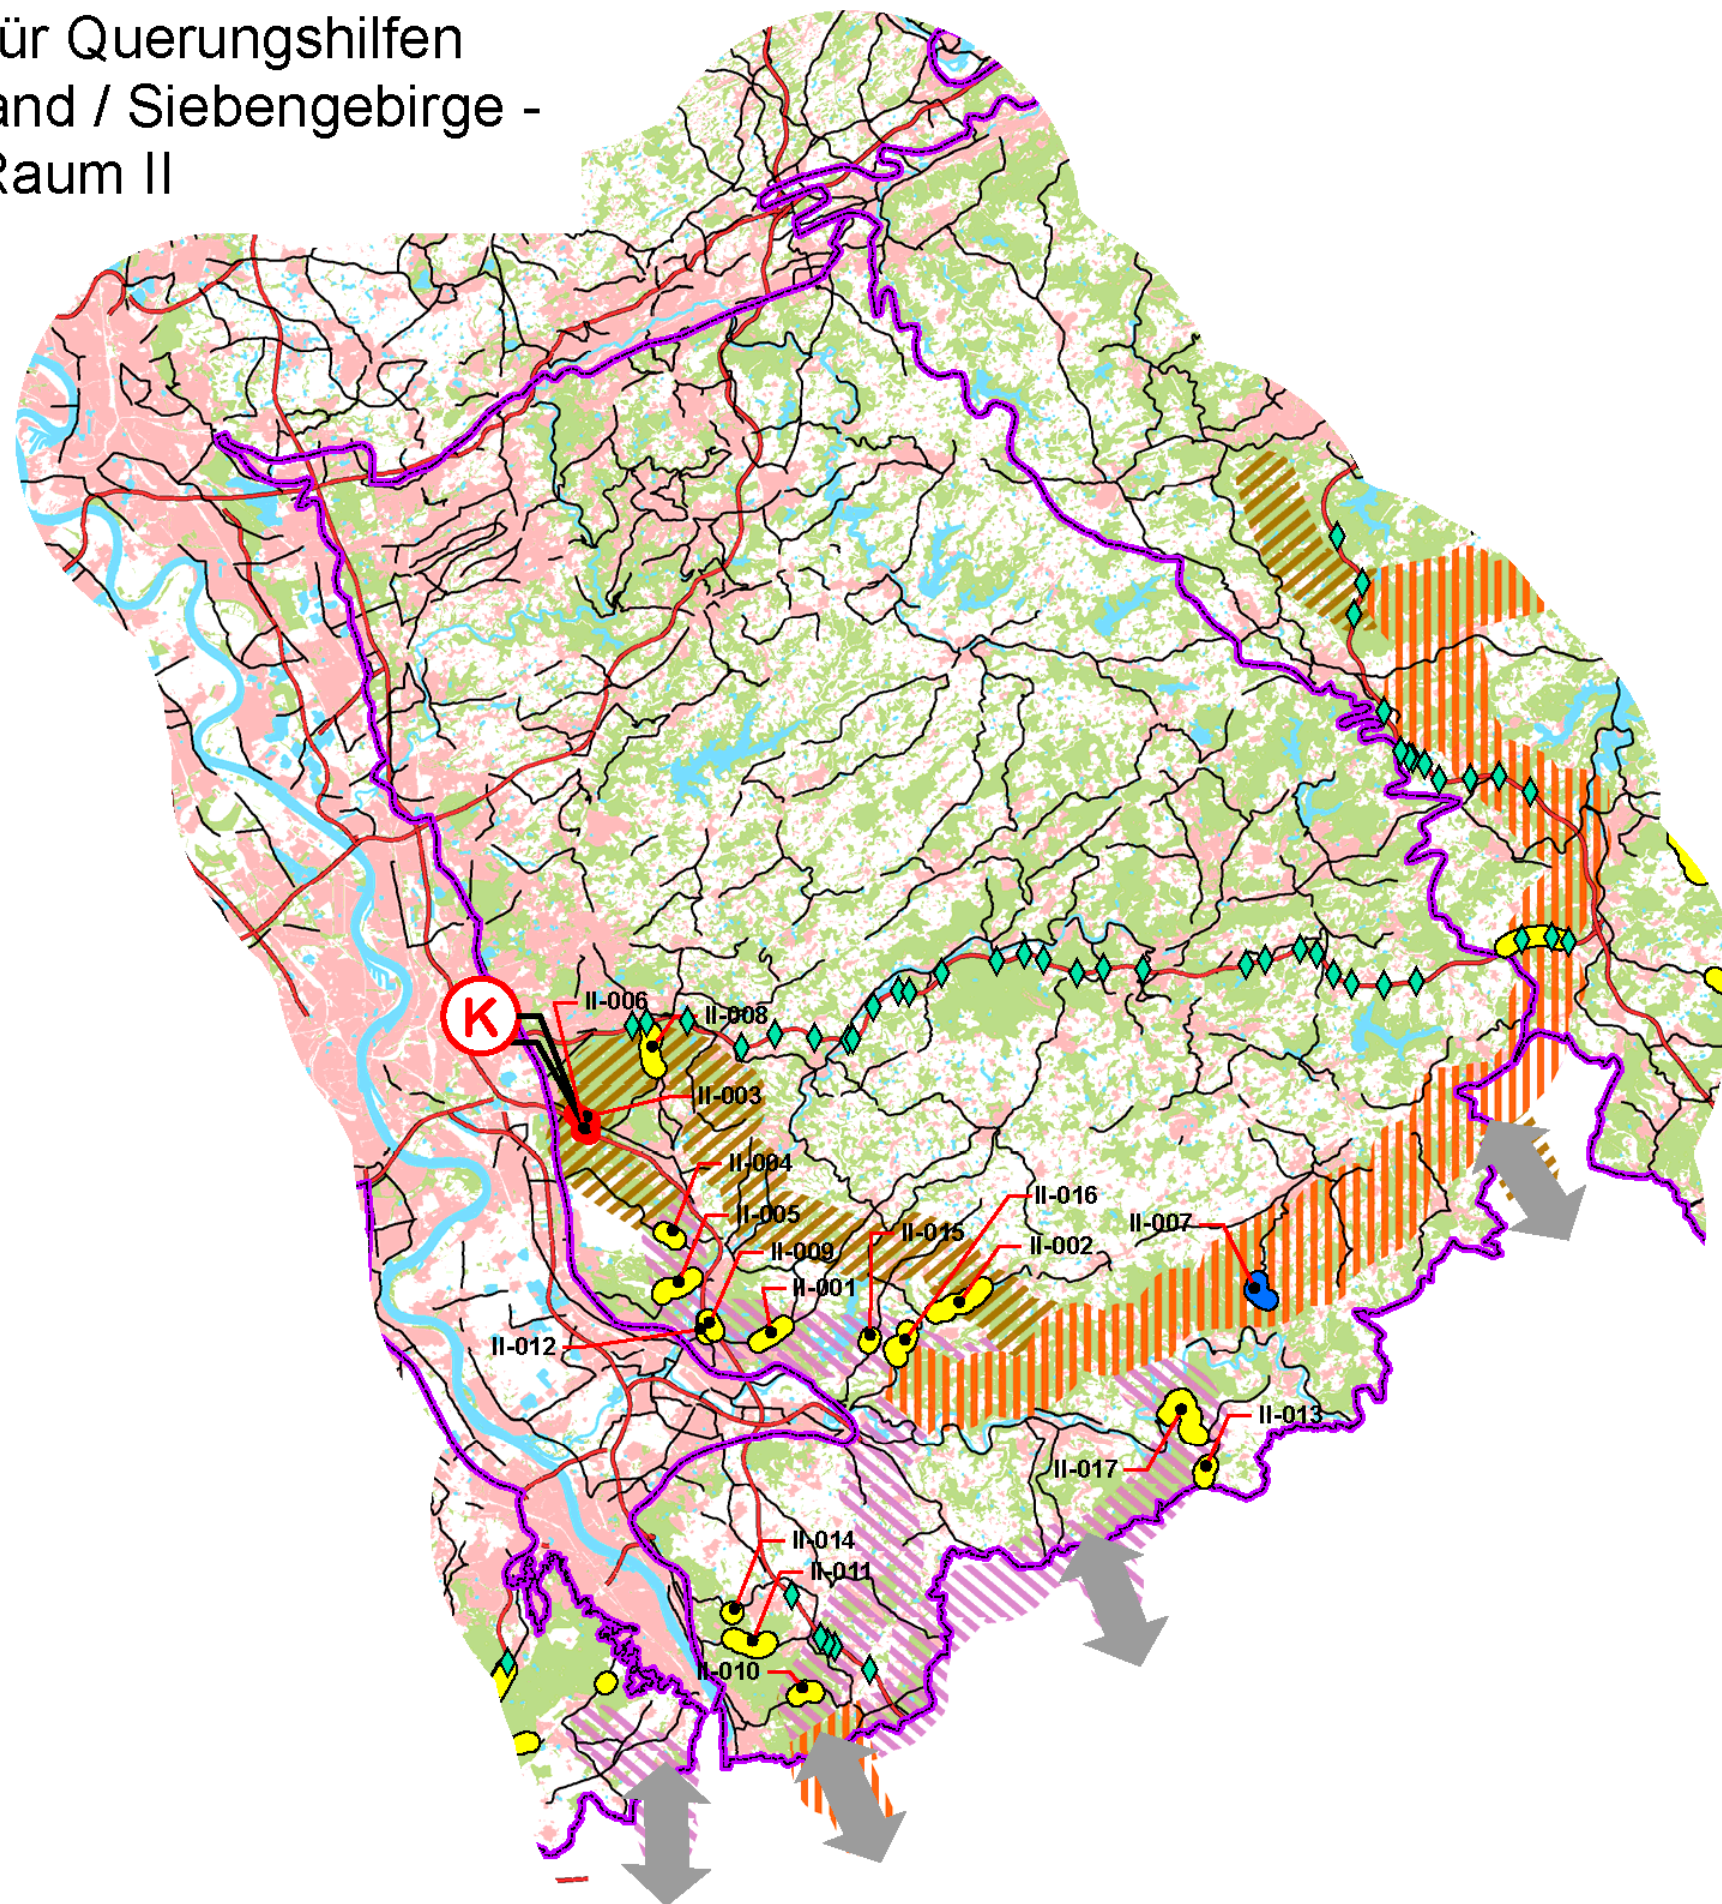 ür Querungshilfen
and / Siebengebirge -
Raum II
K
II-006
II-008
II-003
II-004
II-005
II-009
II-001
II-012
II-015
II-016
II-002
II-007
II-013
II-017
II-014
II-011
II-010